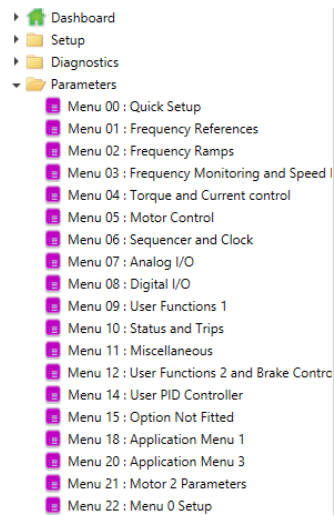 Dashboard
Setup
Diagnostics
Parameters
Menu 00 : Quick Setup
Menu 01 : Frequency References
Menu 02 : Frequency Ramps
Menu 03 : Frequency Monitoring and Speed
Menu 04 : Torque and Current control
Menu 05 : Motor Control
Menu 06 : Sequencer and Clock
Menu 07 : Analog I/O
Menu 08 : Digital I/O
Menu 09 : User Functions 1
Menu 10 : Status and Trips
Menu 11 : Miscellaneous
Menu 12 : User Functions 2 and Brake Contro
Menu 14 : User PID Controller
Menu 15 : Option Not Fitted
Menu 18 : Application Menu 1
Menu 20 : Application Menu 3
Menu 21 : Motor 2 Parameters
Menu 22 : Menu 0 Setup